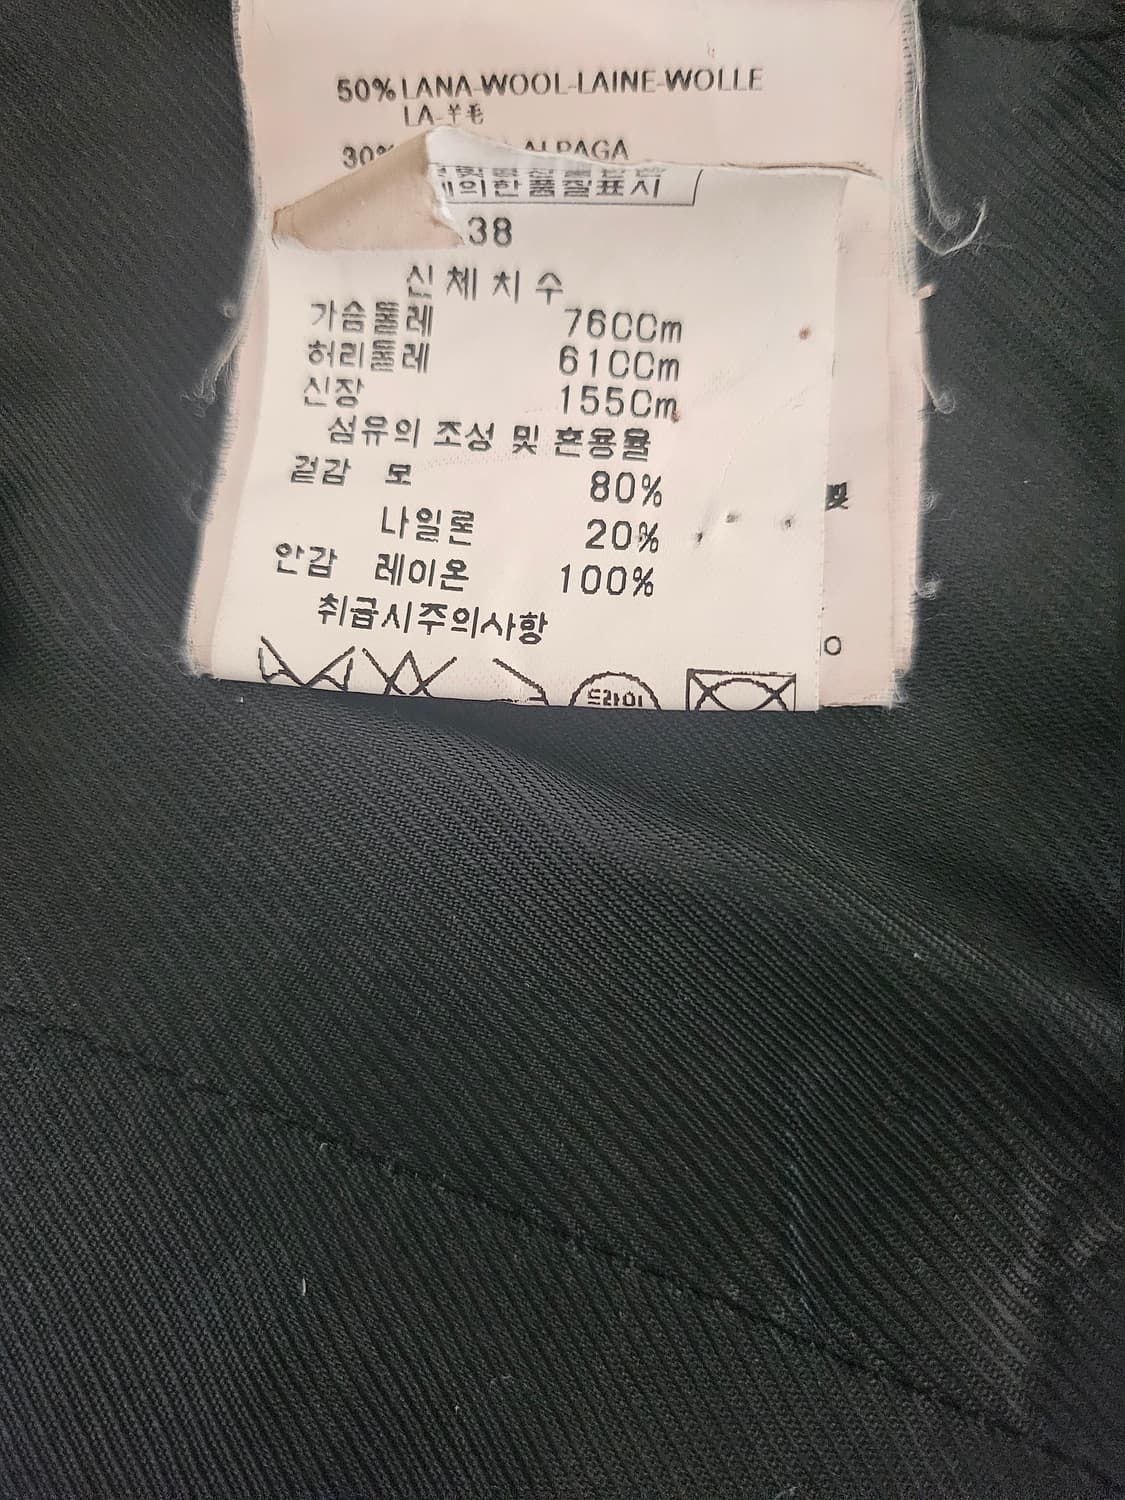 50% LANA-WOOL-LAINE-WOLLE
LA-羊毛
30% ALPAGA
의한 품질표시
38
신체치수
가슴둘레 76CCm
허리둘레 61CCm
신장 155Cm
섬유의 조성 및 혼용율
겉감 모 80%
나일론 20%
안감 레이온 100%
취급시주의사항
드라이